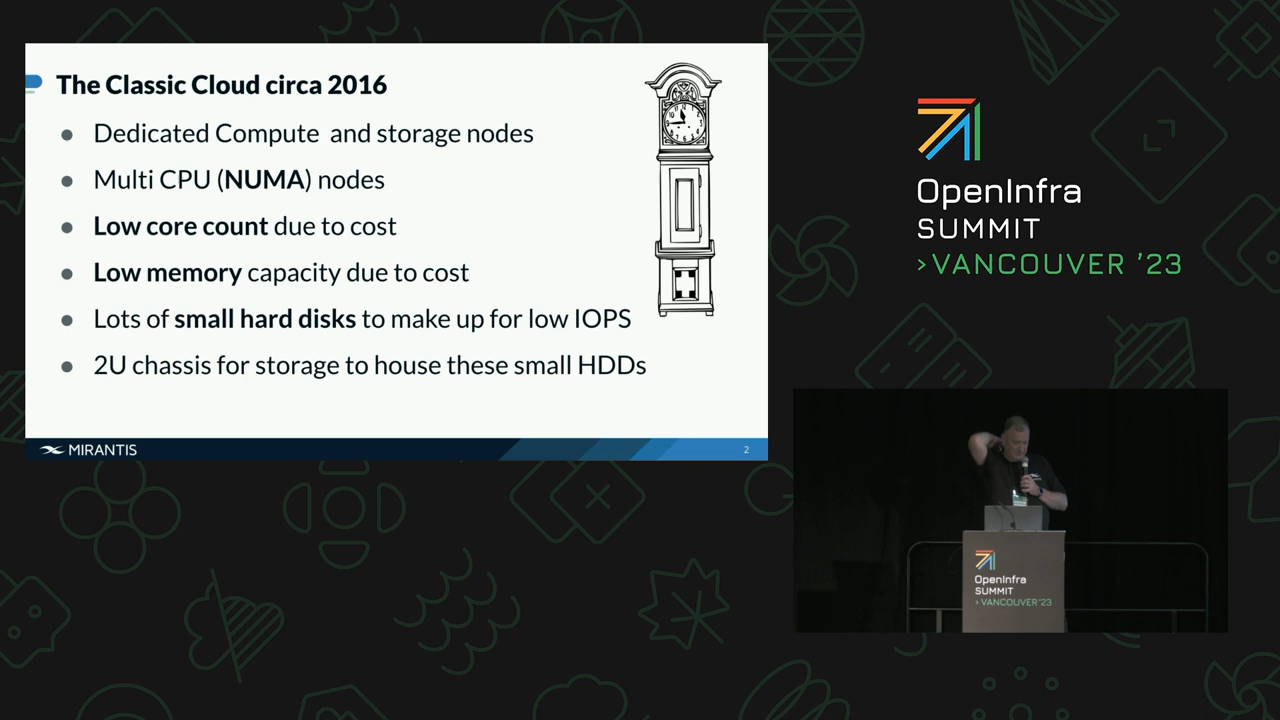 The Classic Cloud circa 2016
Dedicated Compute and storage nodes
Multi CPU (NUMA) nodes
Low core count due to cost
Low memory capacity due to cost
Lots of small hard disks to make up for low IOPS
2U chassis for storage to house these small HDDs
MIRANTIS
2
OpenInfra
SUMMIT
>VANCOUVER '23
OpenInfra
SUMMIT
> VANCOUVER '23